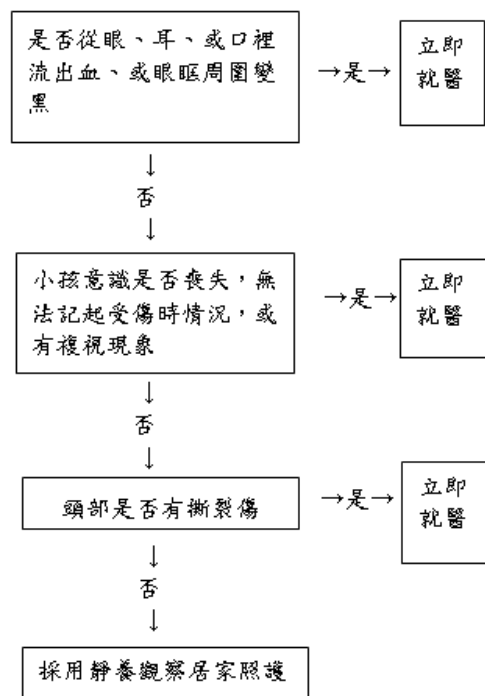 是否從眼、耳、或口裡
流出血、或眼眶周圍變
黑
→是→
立即
就醫
↓
否
↓
小孩意識是否喪失，無
法記起受傷時情況，或
有複視現象
→是→
立即
就醫
↓
否
↓
頭部是否有撕裂傷
→是→
立即
就醫
↓
否
↓
採用靜養觀察居家照護